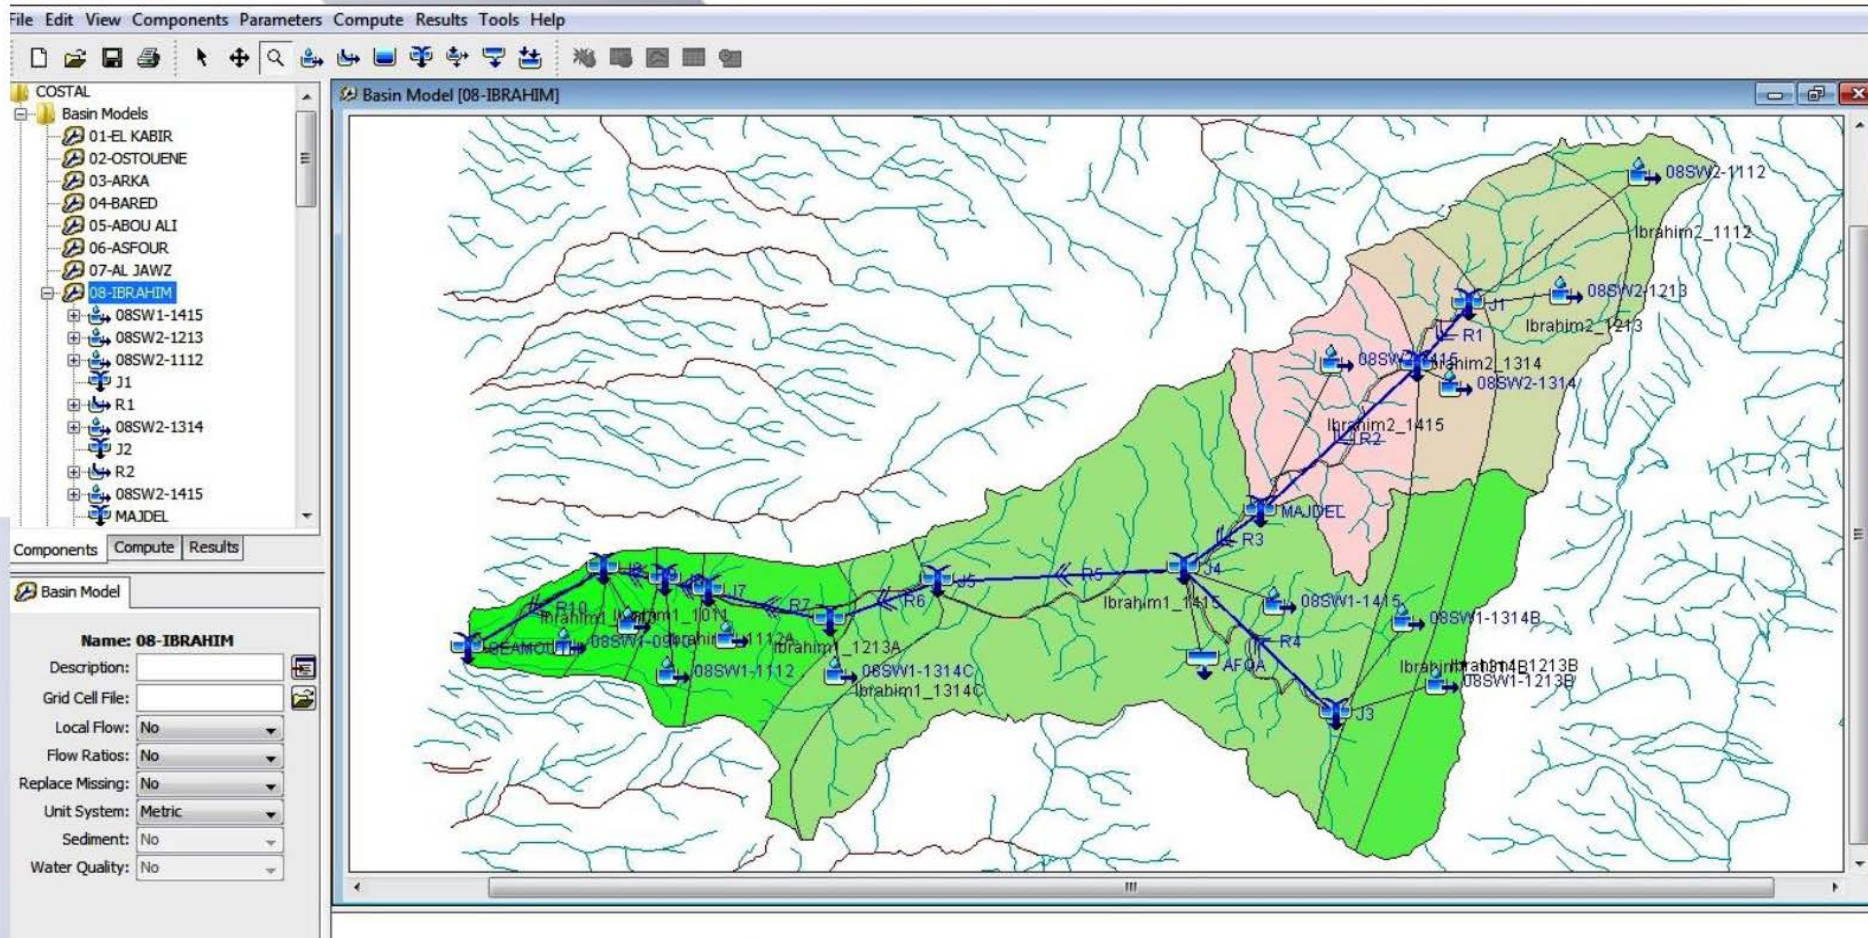 File Edit View Components Parameters Compute Results Tools Help
COSTAL
Basin Models
01-EL KABIR
02-OSTOUENE
03-ARKA
04-BARED
05-ABOU ALI
06-ASFOUR
07-AL JAWZ
08-IBRAHIM
08SW1-1415
08SW2-1213
08SW2-1112
J1
R1
08SW2-1314
J2
R2
08SW2-1415
MAJDEL
Components Compute Results
Basin Model
Name: 08-IBRAHIM
Description:
Grid Cell File:
Local Flow: No
Flow Ratios: No
Replace Missing: No
Unit System: Metric
Sediment: No
Water Quality: No
Basin Model [08-IBRAHIM]
08SW2-1112
Ibrahim2_1112
08SW2-1213
J1
Ibrahim2_1213
R1
Ibrahim2_1314
08SW2-1314
Ibrahim2_1415
R2
MAJDEL
R3
J4
J5
R5
Ibrahim1_1415
08SW1-1415
08SW1-1314B
R6
R7
J7
R10
Ibrahim1_1011
Ibrahim1_1213A
R4
AFQA
08SW1-1112
08SW1-1314C
Ibrahim1_1314C
08SW1-1213B
J3